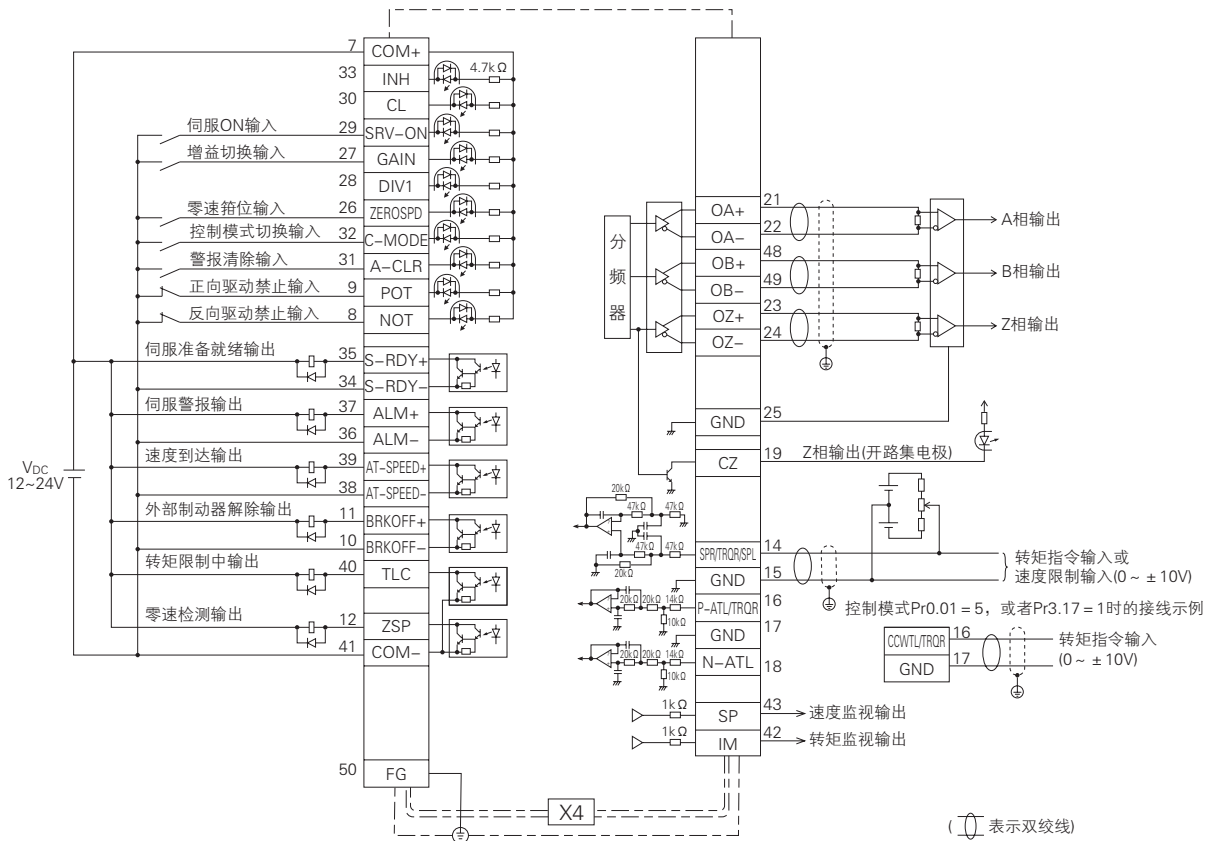 7 COM+
33 INH 4.7kΩ
30 CL
伺服ON输入 29 SRV-ON
增益切换输入 27 GAIN
28 DIV1
零速箝位输入 26 ZEROSPD
控制模式切换输入 32 C-MODE
警报清除输入 31 A-CLR
正向驱动禁止输入 9 POT
反向驱动禁止输入 8 NOT
伺服准备就绪输出 35 S-RDY+
34 S-RDY-
伺服警报输出 37 ALM+
36 ALM-
速度到达输出 39 AT-SPEED+
38 AT-SPEED-
外部制动器解除输出 11 BRKOFF+
10 BRKOFF-
转矩限制中输出 40 TLC
零速检测输出 12 ZSP
41 COM-
VDC
12~24V
50 FG
X4
分频器
OA+ 21
OA- 22 A相输出
OB+ 48
OB- 49 B相输出
OZ+ 23
OZ- 24 Z相输出
GND 25
CZ 19 Z相输出(开路集电极)
20kΩ
47kΩ 47kΩ
47kΩ 47kΩ
20kΩ
SPR/TRQR/SPL 14
GND 15
转矩指令输入或
速度限制输入(0~ ±10V)
20kΩ 20kΩ 14kΩ
10kΩ
P-ATL/TRQR 16
GND 17
20kΩ 20kΩ 14kΩ
10kΩ
N-ATL 18
控制模式Pr0.01=5，或者Pr3.17=1时的接线示例
CCWTL/TRQR 16
GND 17
转矩指令输入
(0~ ±10V)
1kΩ SP 43 速度监视输出
1kΩ IM 42 转矩监视输出
( 表示双绞线)